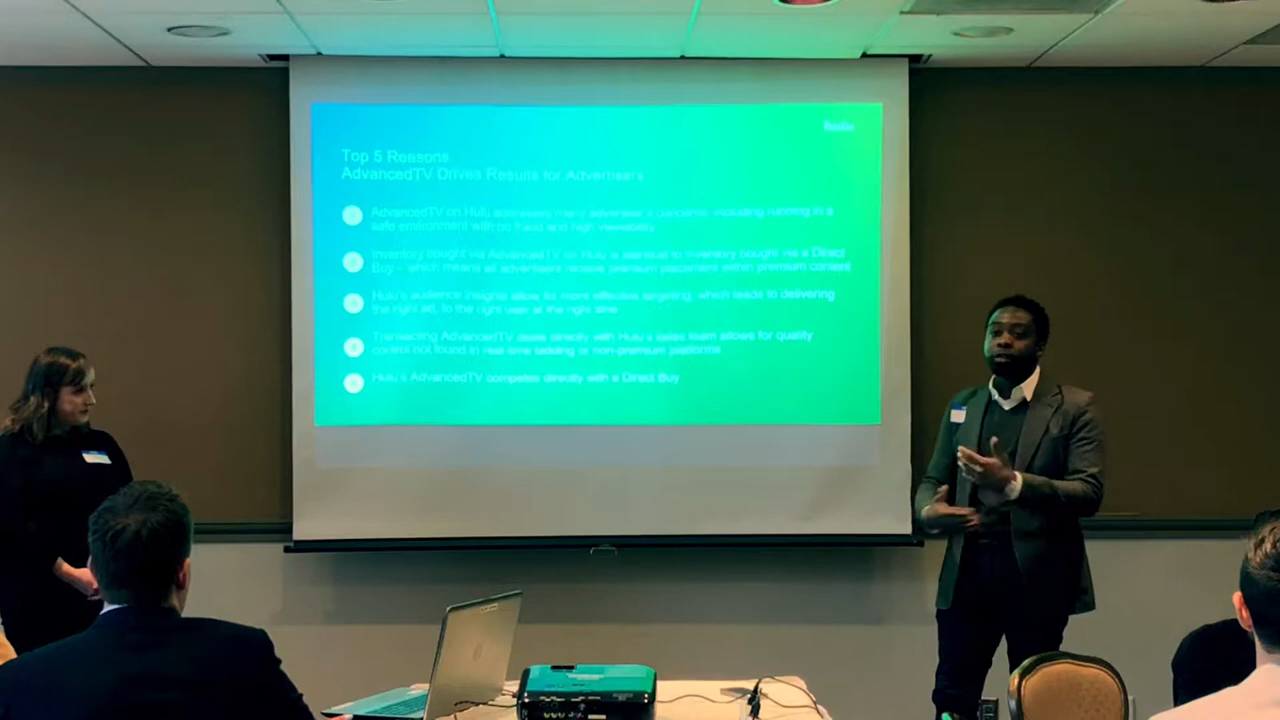 hulu
Top 5 Reasons
AdvancedTV Drives Results for Advertisers
AdvancedTV on Hulu addresses many advertiser's concerns including running in a
safe environment with no fraud and high viewability
Inventory bought via AdvancedTV on Hulu is identical to inventory bought via a Direct
Buy – which means all advertisers receive premium placement within premium content
Hulu's audience insights allow for more effective targeting, which leads to delivering
the right ad, to the right user at the right time
Transacting AdvancedTV deals directly with Hulu's sales team allows for quality
content not found in real time bidding or non-premium platforms
Hulu's AdvancedTV competes directly with a Direct Buy